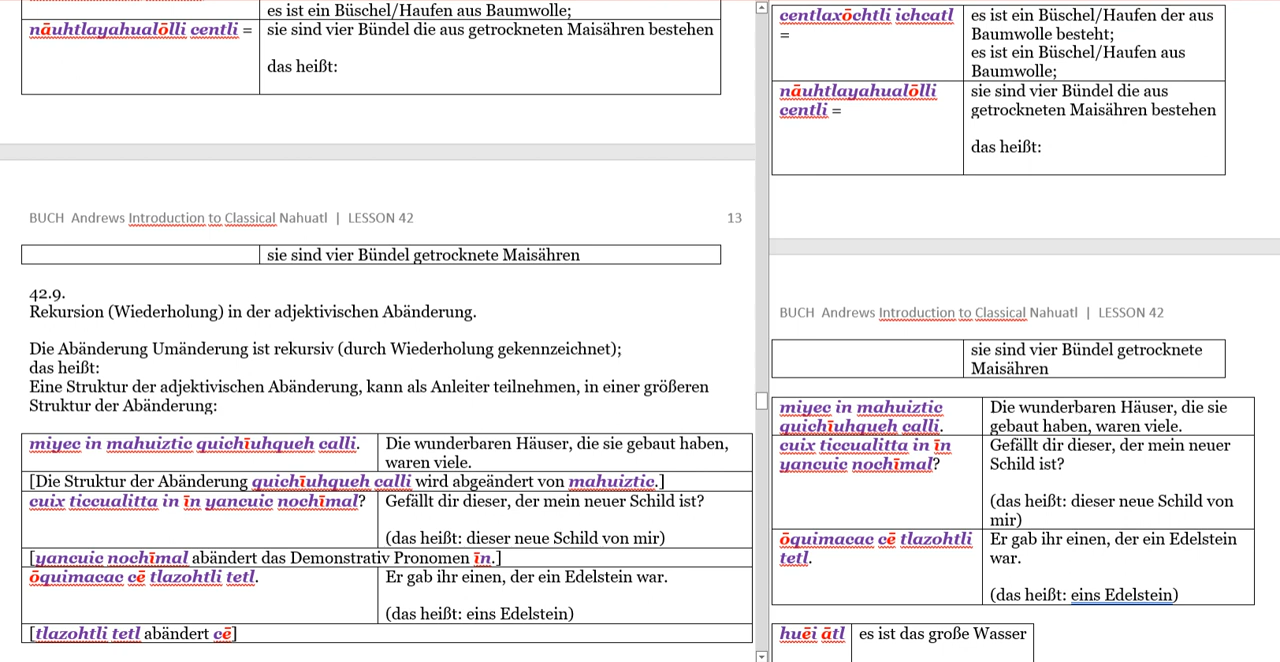 es ist ein Büschel/Haufen aus Baumwolle;
nāuhtlayahualōlli centli = sie sind vier Bündel die aus getrockneten Maisähren bestehen
das heißt:
BUCH Andrews Introduction to Classical Nahuatl | LESSON 42 13
sie sind vier Bündel getrocknete Maisähren
42.9.
Rekursion (Wiederholung) in der adjektivischen Abänderung.
Die Abänderung Umänderung ist rekursiv (durch Wiederholung gekennzeichnet);
das heißt:
Eine Struktur der adjektivischen Abänderung, kann als Anleiter teilnehmen, in einer größeren
Struktur der Abänderung:
miyec in mahuiztic quichīuhqueh calli. Die wunderbaren Häuser, die sie gebaut haben,
waren viele.
[Die Struktur der Abänderung quichīuhqueh calli wird abgeändert von mahuiztic.]
cuix ticcualitta in īn yancuic nochīmal? Gefällt dir dieser, der mein neuer Schild ist?
(das heißt: dieser neue Schild von mir)
[yancuic nochīmal abändert das Demonstrativ Pronomen īn.]
ōquimacac cē tlazohtli tetl. Er gab ihr einen, der ein Edelstein war.
(das heißt: eins Edelstein)
[tlazohtli tetl abändert cē]
centlaxōchtli ichcatl es ist ein Büschel/Haufen der aus
= Baumwolle besteht;
es ist ein Büschel/Haufen aus
Baumwolle;
nāuhtlayahualōlli sie sind vier Bündel die aus
centli = getrockneten Maisähren bestehen
das heißt:
BUCH Andrews Introduction to Classical Nahuatl | LESSON 42
sie sind vier Bündel getrocknete
Maisähren
miyec in mahuiztic Die wunderbaren Häuser, die sie
quichīuhqueh calli. gebaut haben, waren viele.
cuix ticcualitta in īn Gefällt dir dieser, der mein neuer
yancuic nochīmal? Schild ist?
(das heißt: dieser neue Schild von
mir)
ōquimacac cē tlazohtli Er gab ihr einen, der ein Edelstein
tetl. war.
(das heißt: eins Edelstein)
huēi ātl es ist das große Wasser